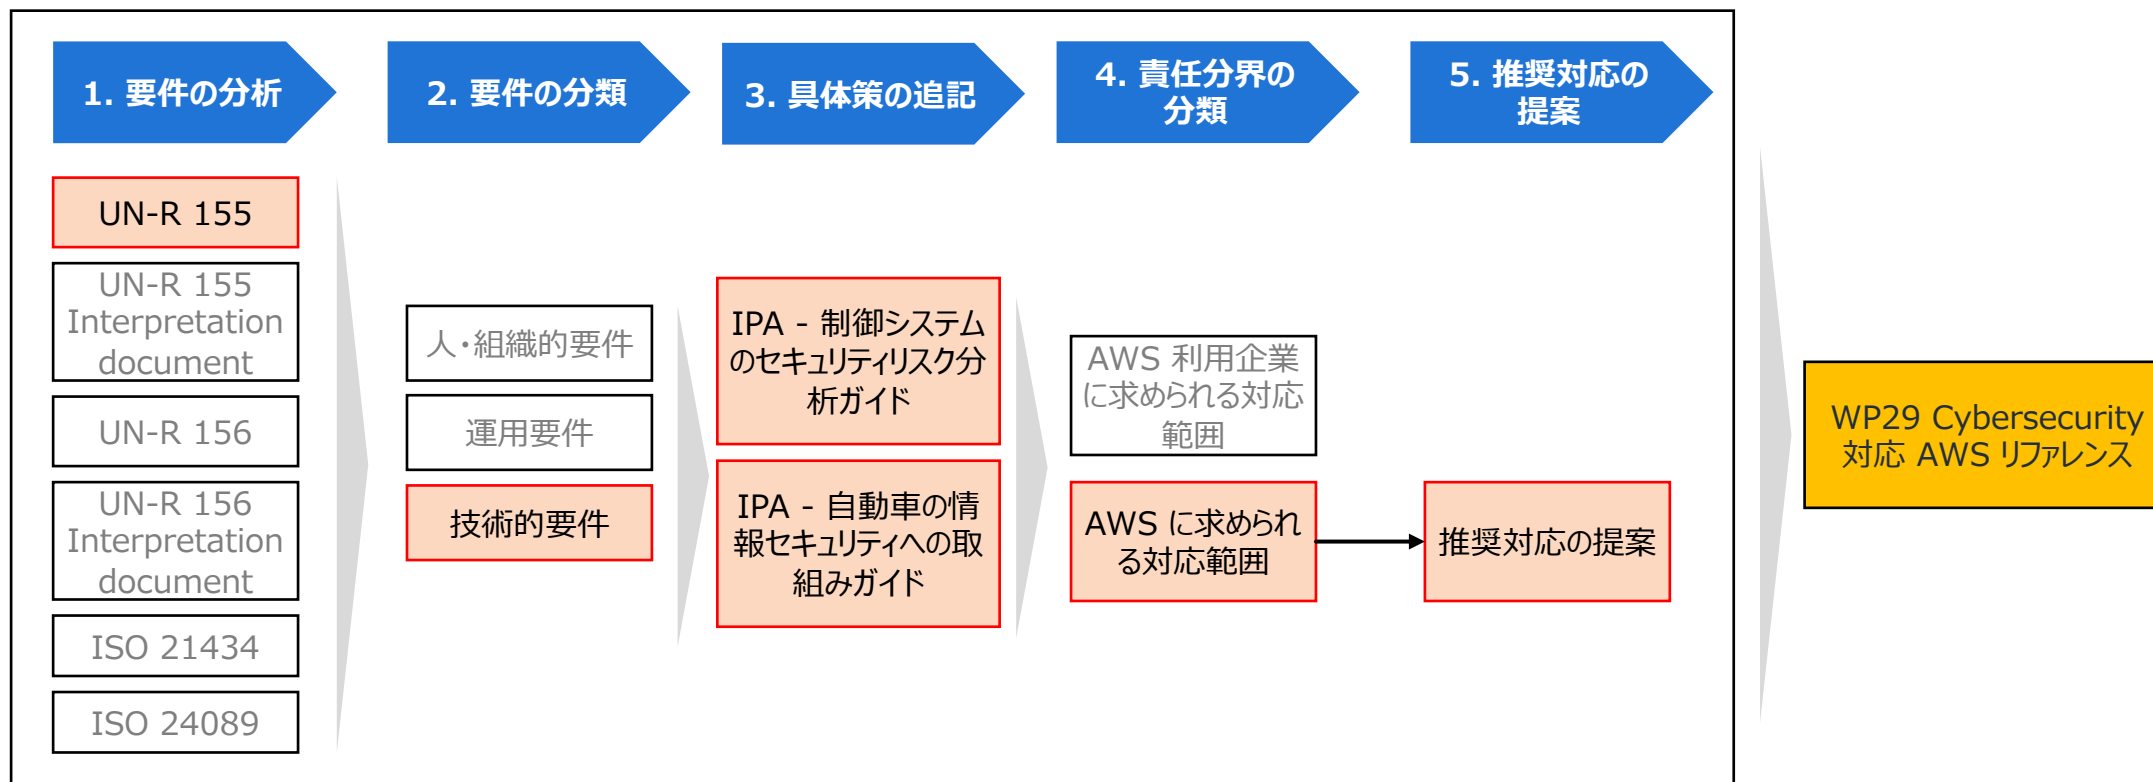 1. 要件の分析
2. 要件の分類
3. 具体策の追記
4. 責任分界の
分類
5. 推奨対応の
提案
UN-R 155
UN-R 155
Interpretation
document
UN-R 156
UN-R 156
Interpretation
document
ISO 21434
ISO 24089
人・組織的要件
運用要件
技術的要件
IPA - 制御システム
のセキュリティリスク分
析ガイド
IPA - 自動車の情
報セキュリティへの取
組みガイド
AWS 利用企業
に求められる対応
範囲
AWS に求められ
る対応範囲
推奨対応の提案
WP29 Cybersecurity
対応 AWS リファレンス